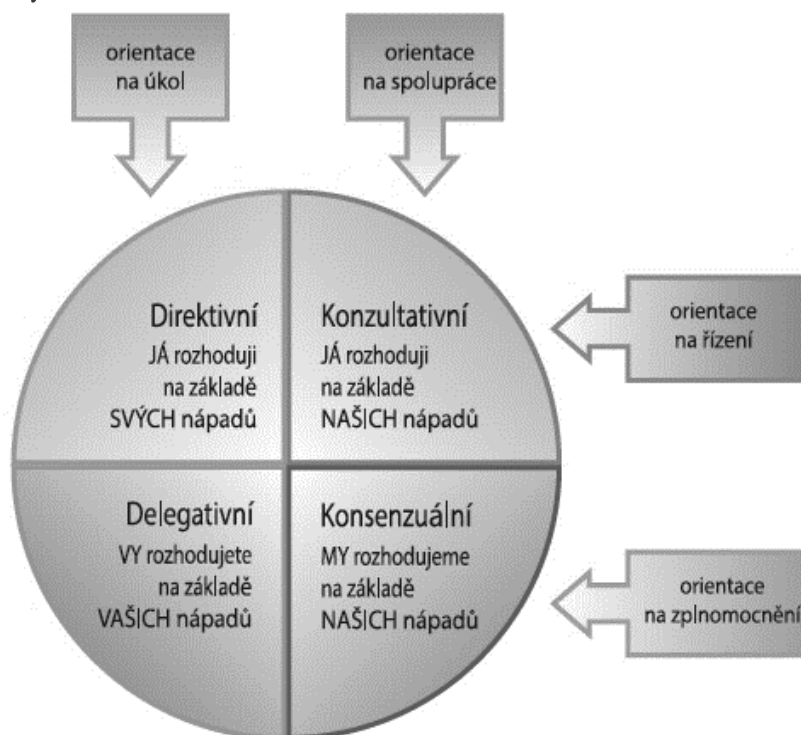 orientace
na úkol
orientace
na spolupráce
Direktivní
JÁ rozhoduji
na základě
SVÝCH nápadů
Konzultativní
JÁ rozhoduji
na základě
NAŠICH nápadů
orientace
na řízení
Delegativní
VY rozhodujete
na základě
VAŠICH nápadů
Konsenzuální
MY rozhodujeme
na základě
NAŠICH nápadů
orientace
na zplnomocnění